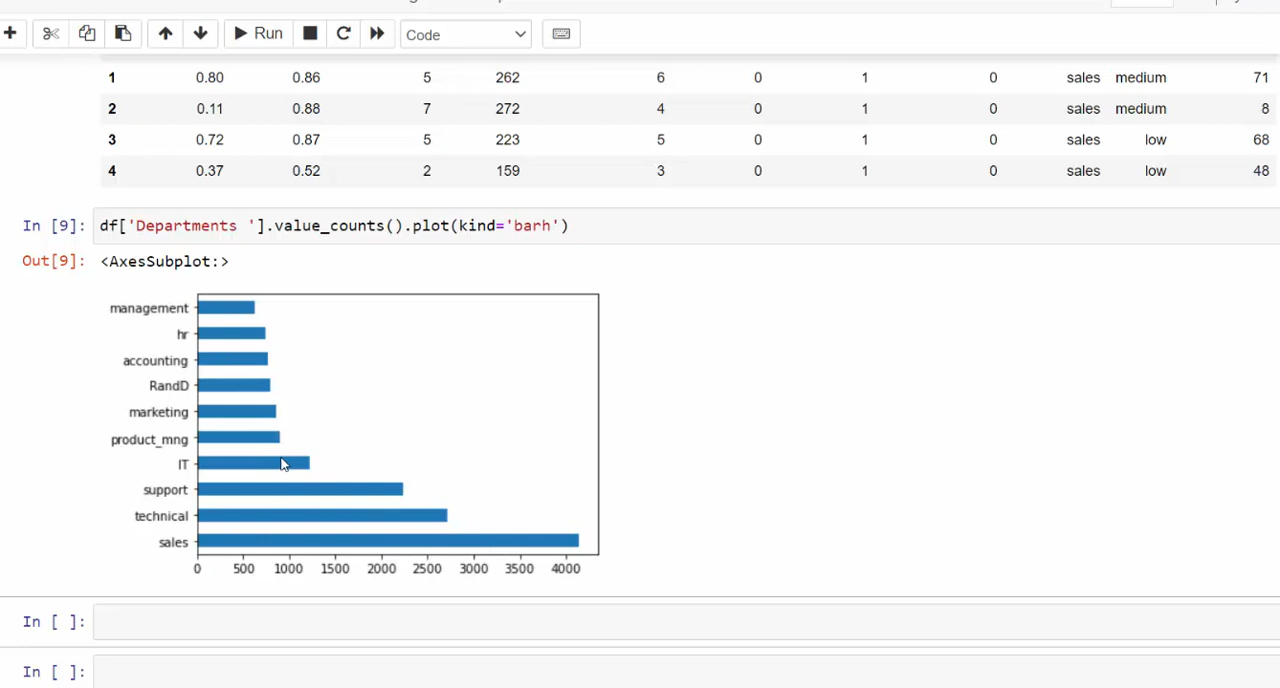 Run Code
1 0.80 0.86 5 262 6 0 1 0 sales medium 71
2 0.11 0.88 7 272 4 0 1 0 sales medium 8
3 0.72 0.87 5 223 5 0 1 0 sales low 68
4 0.37 0.52 2 159 3 0 1 0 sales low 48
In [9]: df['Departments '].value_counts().plot(kind='barh')
Out[9]: <AxesSubplot:>
management
hr
accounting
RandD
marketing
product_mng
IT
support
technical
sales
0 500 1000 1500 2000 2500 3000 3500 4000
In [ ]:
In [ ]: